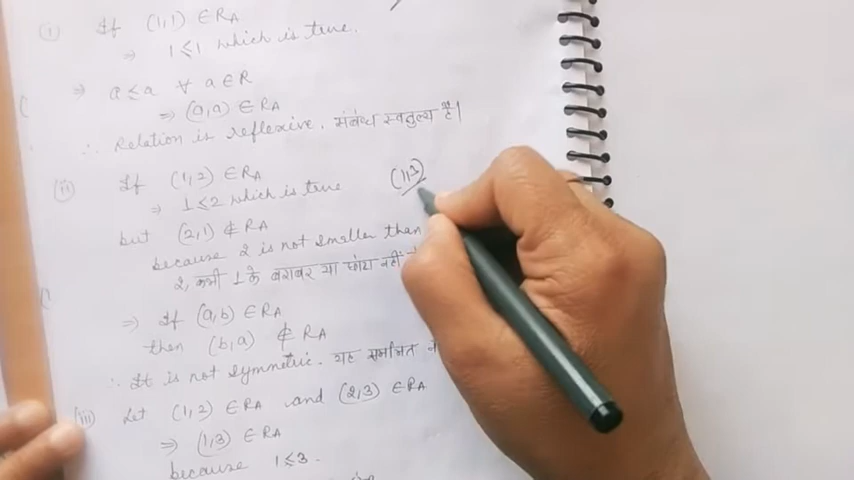 (i) If (1,1) ∈ RA
⇒ 1 ≤ 1 which is true.
⇒ a ≤ a ∀ a ∈ R
⇒ (a,a) ∈ RA
∴ Relation is reflexive. संबंध स्वतुल्य है।
(ii) If (1,2) ∈ RA
⇒ 1 ≤ 2 which is true
but (2,1) ∉ RA
because 2 is not smaller than
2, कभी 1 के बराबर या छोटा नहीं
⇒ If (a,b) ∈ RA
then (b,a) ∉ RA
∴ It is not symmetric. यह सममित
(iii) Let (1,2) ∈ RA and (2,3) ∈ RA
⇒ (1,3) ∈ RA
because 1 ≤ 3.